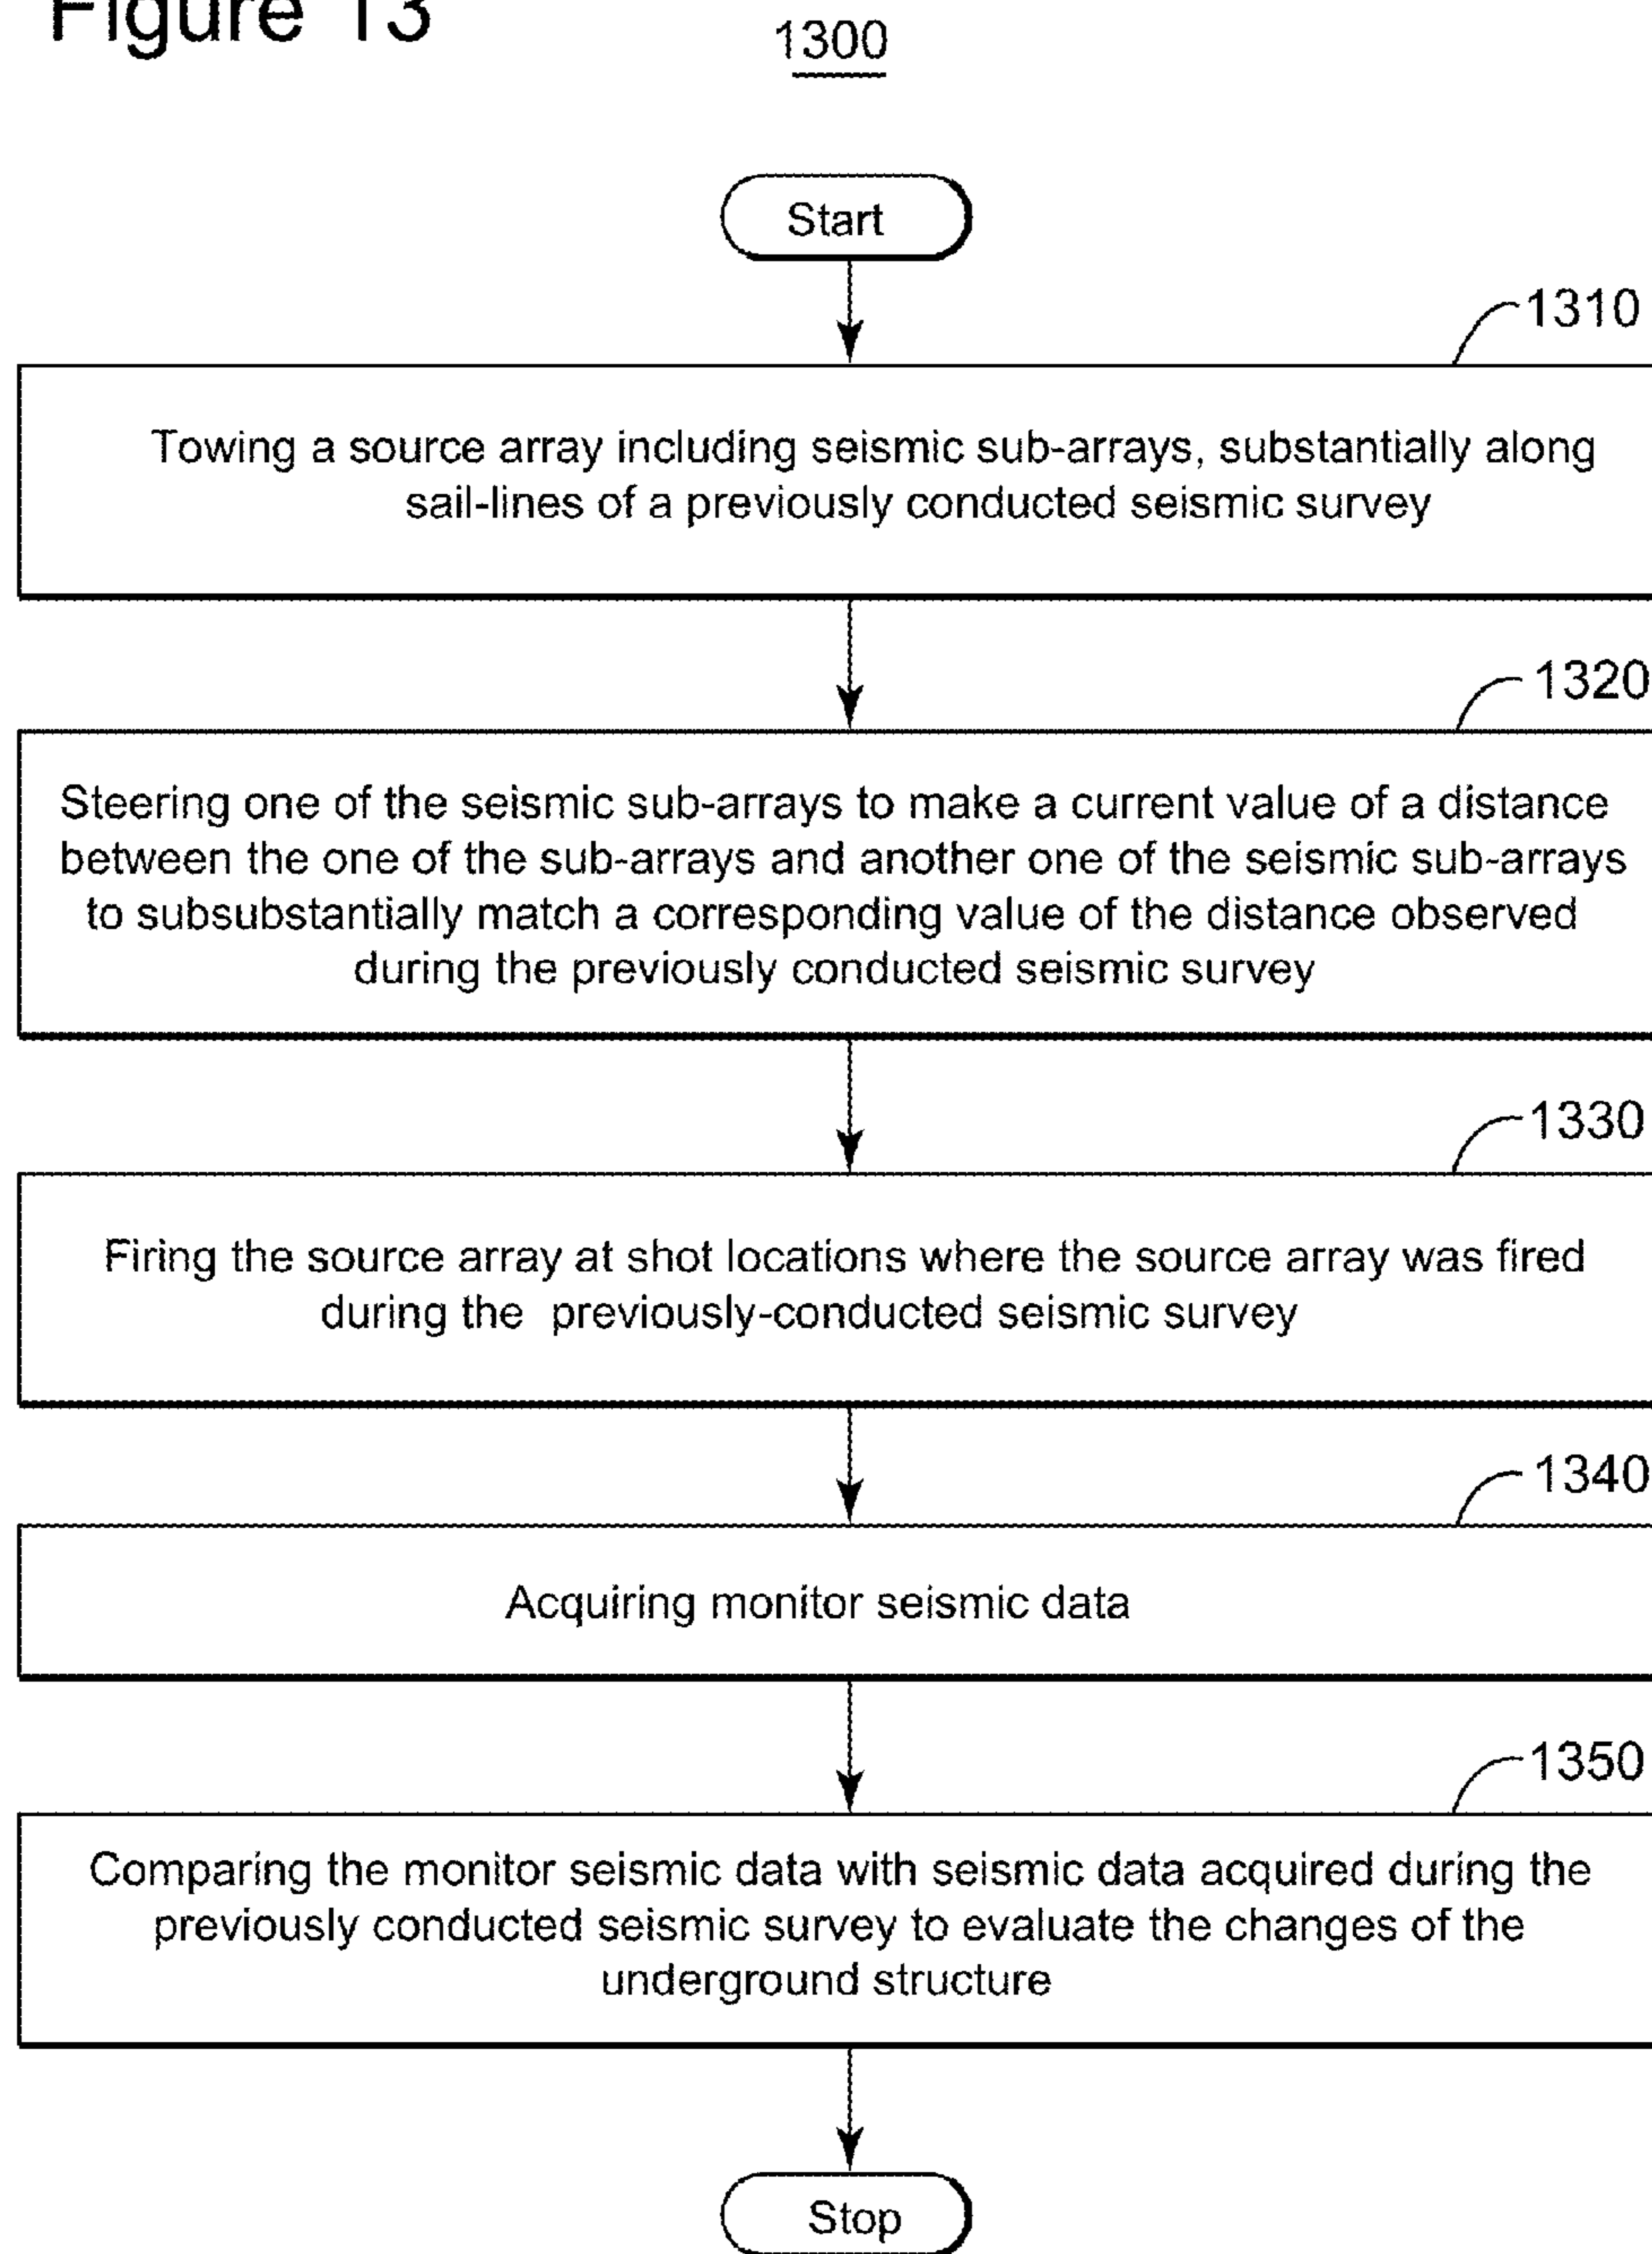 Figure 13
1300
Start
1310
Towing a source array including seismic sub-arrays, substantially along
sail-lines of a previously conducted seismic survey
1320
Steering one of the seismic sub-arrays to make a current value of a distance
between the one of the sub-arrays and another one of the seismic sub-arrays
to subsubstantially match a corresponding value of the distance observed
during the previously conducted seismic survey
1330
Firing the source array at shot locations where the source array was fired
during the  previously-conducted seismic survey
1340
Acquiring monitor seismic data
1350
Comparing the monitor seismic data with seismic data acquired during the
previously conducted seismic survey to evaluate the changes of the
underground structure
Stop